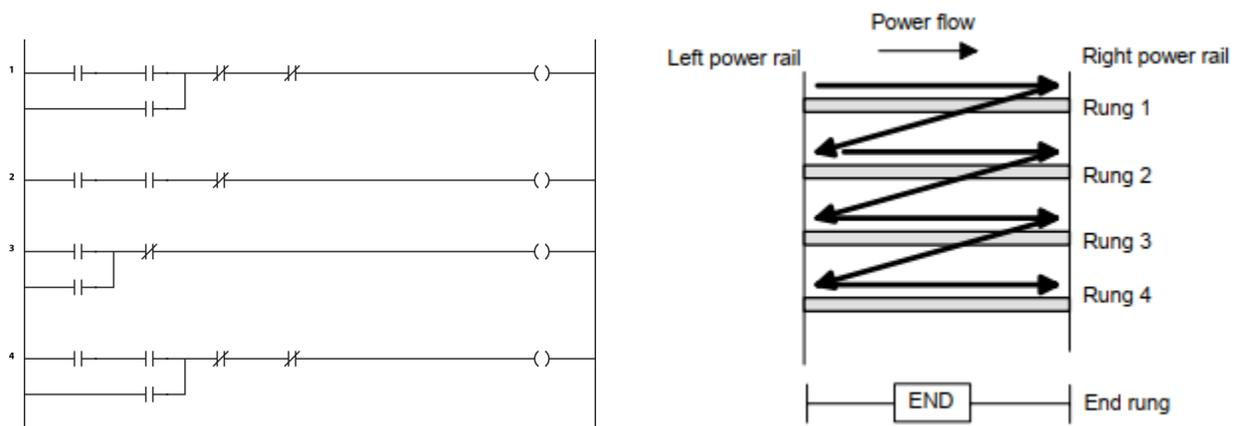 1
2
3
4
Power flow
Left power rail
Right power rail
Rung 1
Rung 2
Rung 3
Rung 4
END
End rung